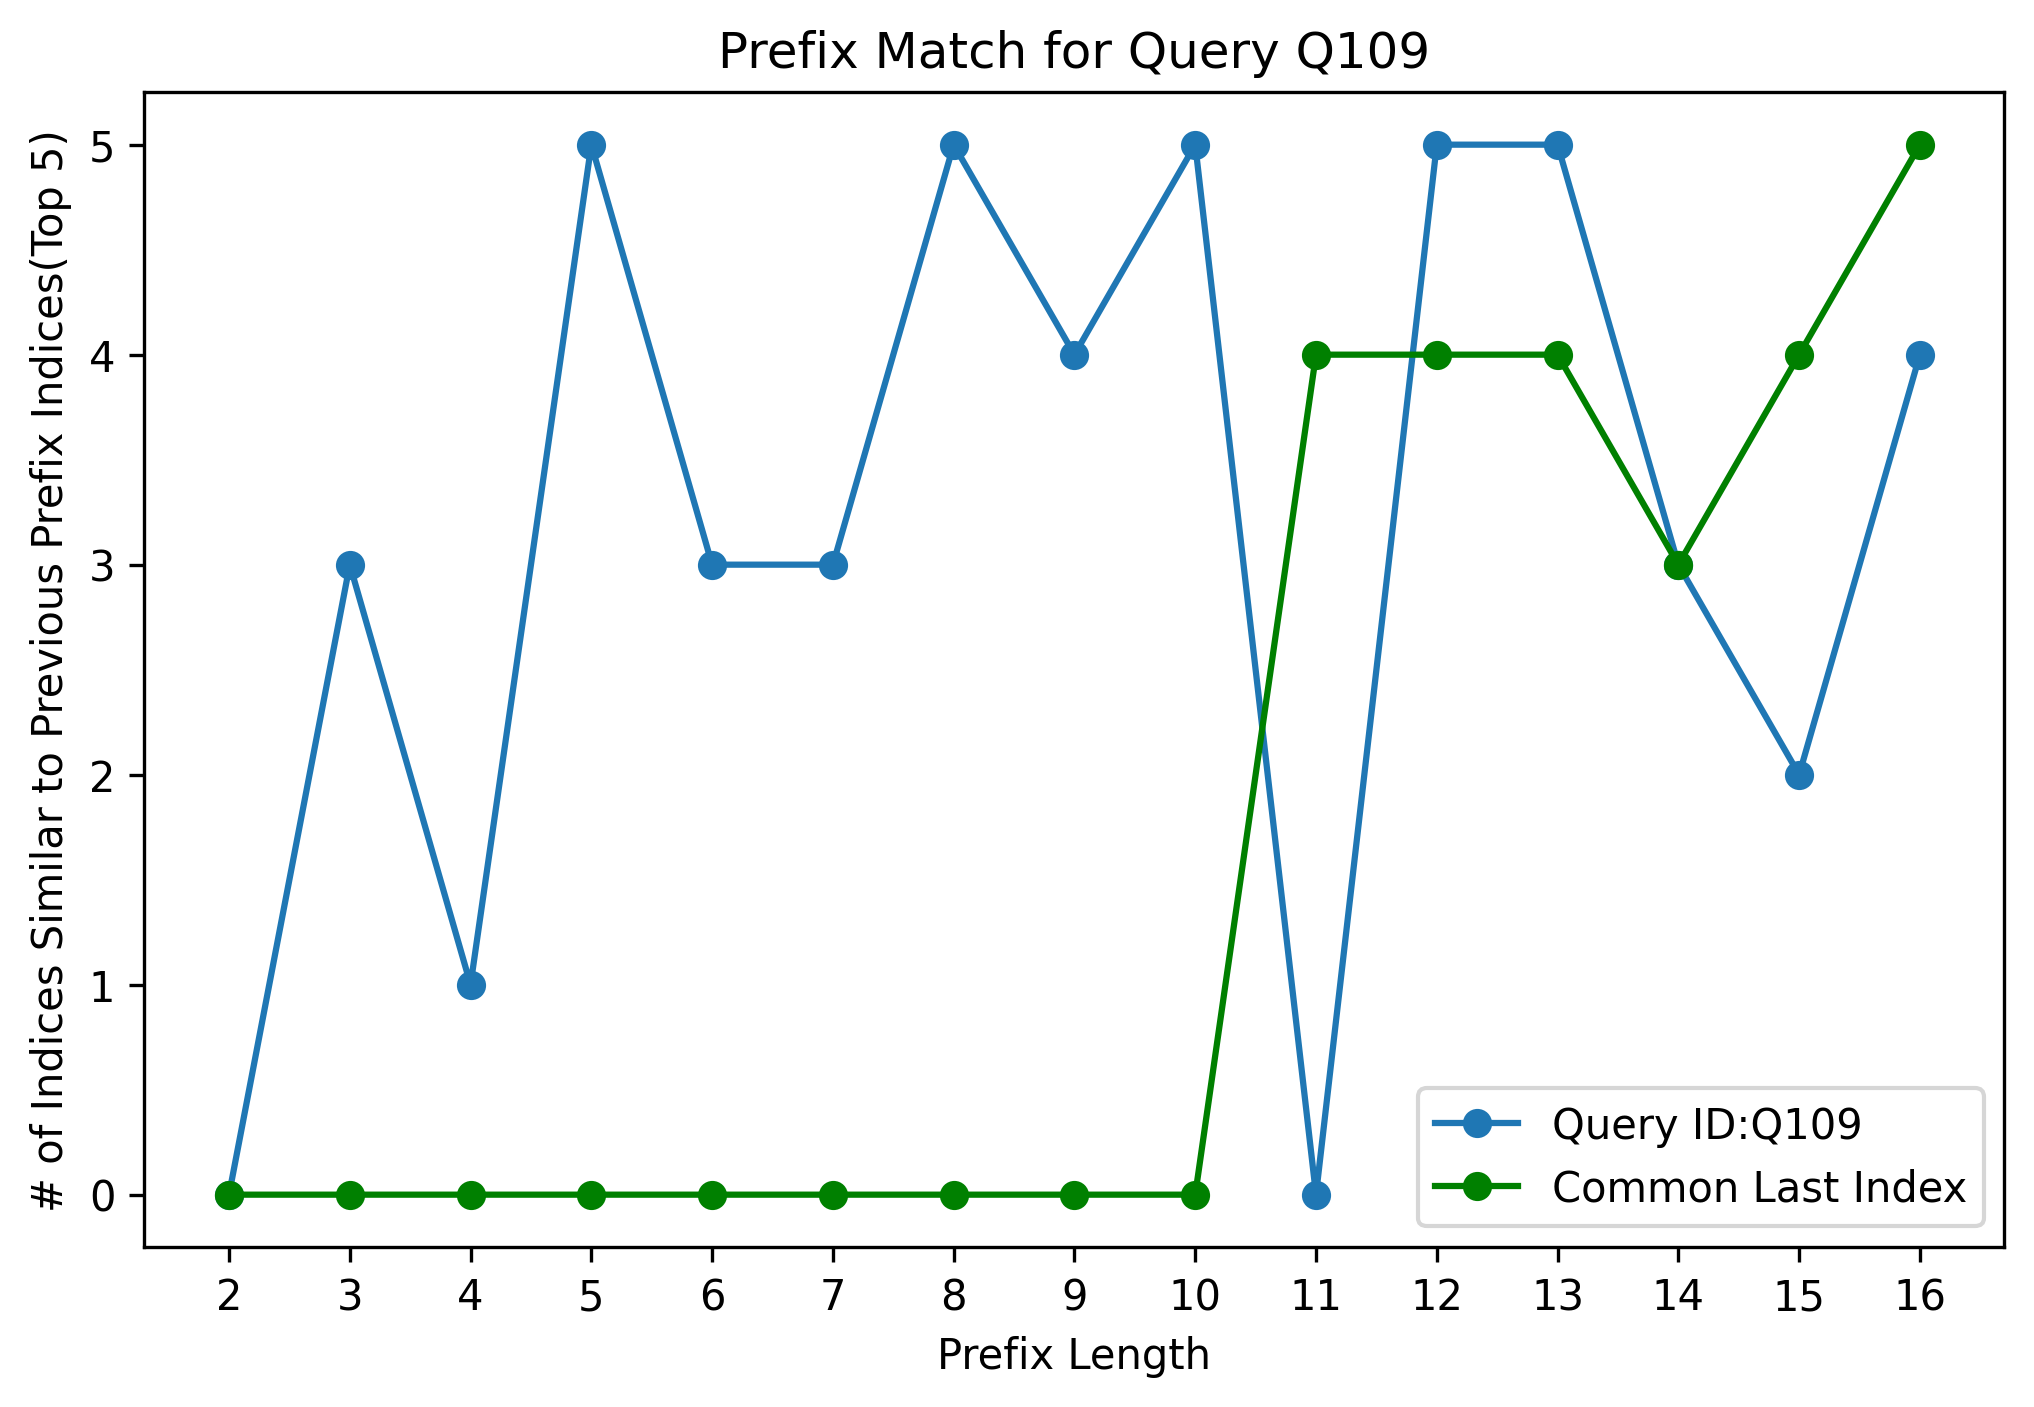 Prefix Match for Query Q109
# of Indices Similar to Previous Prefix Indices(Top 5)
5
4
3
2
1
0
Query ID:Q109
Common Last Index
2 3 4 5 6 7 8 9 10 11 12 13 14 15 16
Prefix Length